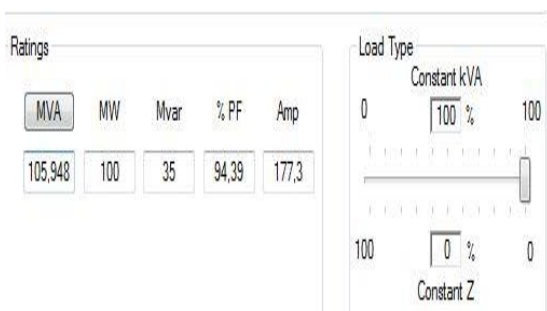 Ratings
MVA MW Mvar % PF Amp
105,948 100 35 94,39 177,3
Load Type
Constant kVA
0 100 % 100
100 0 % 0
Constant Z